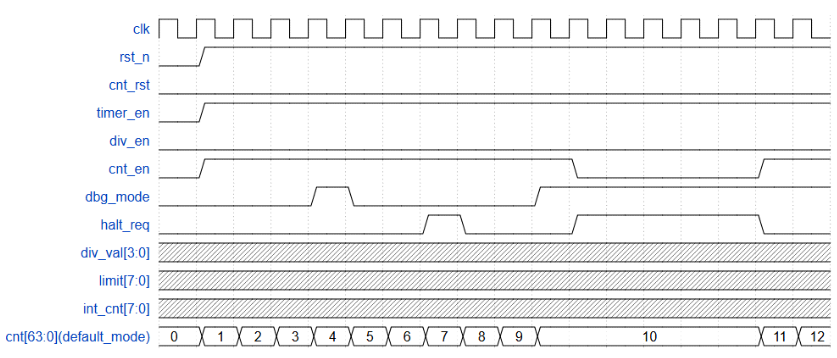 clk
rst_n
cnt_rst
timer_en
div_en
cnt_en
dbg_mode
halt_req
div_val[3:0]
limit[7:0]
int_cnt[7:0]
cnt[63:0](default_mode) 0 1 2 3 4 5 6 7 8 9 10 11 12